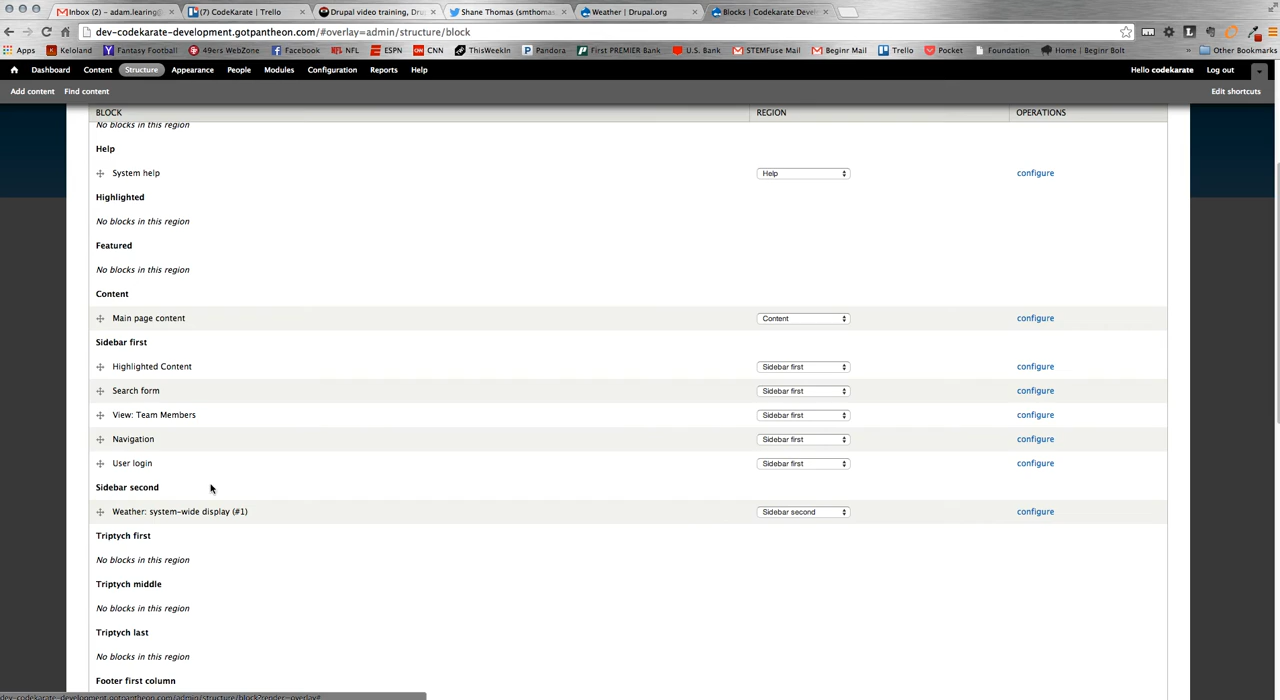 Inbox (2) - adam.learing@
(7) CodeKarate | Trello
Drupal video training, Dru
Shane Thomas (smthomas
Weather | Drupal.org
Blocks | Codekarate Devel
dev-codekarate-development.gotpantheon.com/#overlay=admin/structure/block
Apps Keloland Fantasy Football 49ers WebZone ESPN NFL Facebook CNN ThisWeekIn Pandora First PREMIER Bank U.S. Bank STEMFuse Mail Beginr Mail Trello Pocket Foundation Home | Beginr Bolt » Other Bookmarks
Dashboard Content Structure Appearance People Modules Configuration Reports Help Hello codekarate Log out
Add content Find content Edit shortcuts
BLOCK REGION OPERATIONS
No blocks in this region
Help
System help Help configure
Highlighted
No blocks in this region
Featured
No blocks in this region
Content
Main page content Content configure
Sidebar first
Highlighted Content Sidebar first configure
Search form Sidebar first configure
View: Team Members Sidebar first configure
Navigation Sidebar first configure
User login Sidebar first configure
Sidebar second
Weather: system-wide display (#1) Sidebar second configure
Triptych first
No blocks in this region
Triptych middle
No blocks in this region
Triptych last
No blocks in this region
Footer first column
dev-codekarate-development.gotpantheon.com/admin/structure/block?render=overlay#